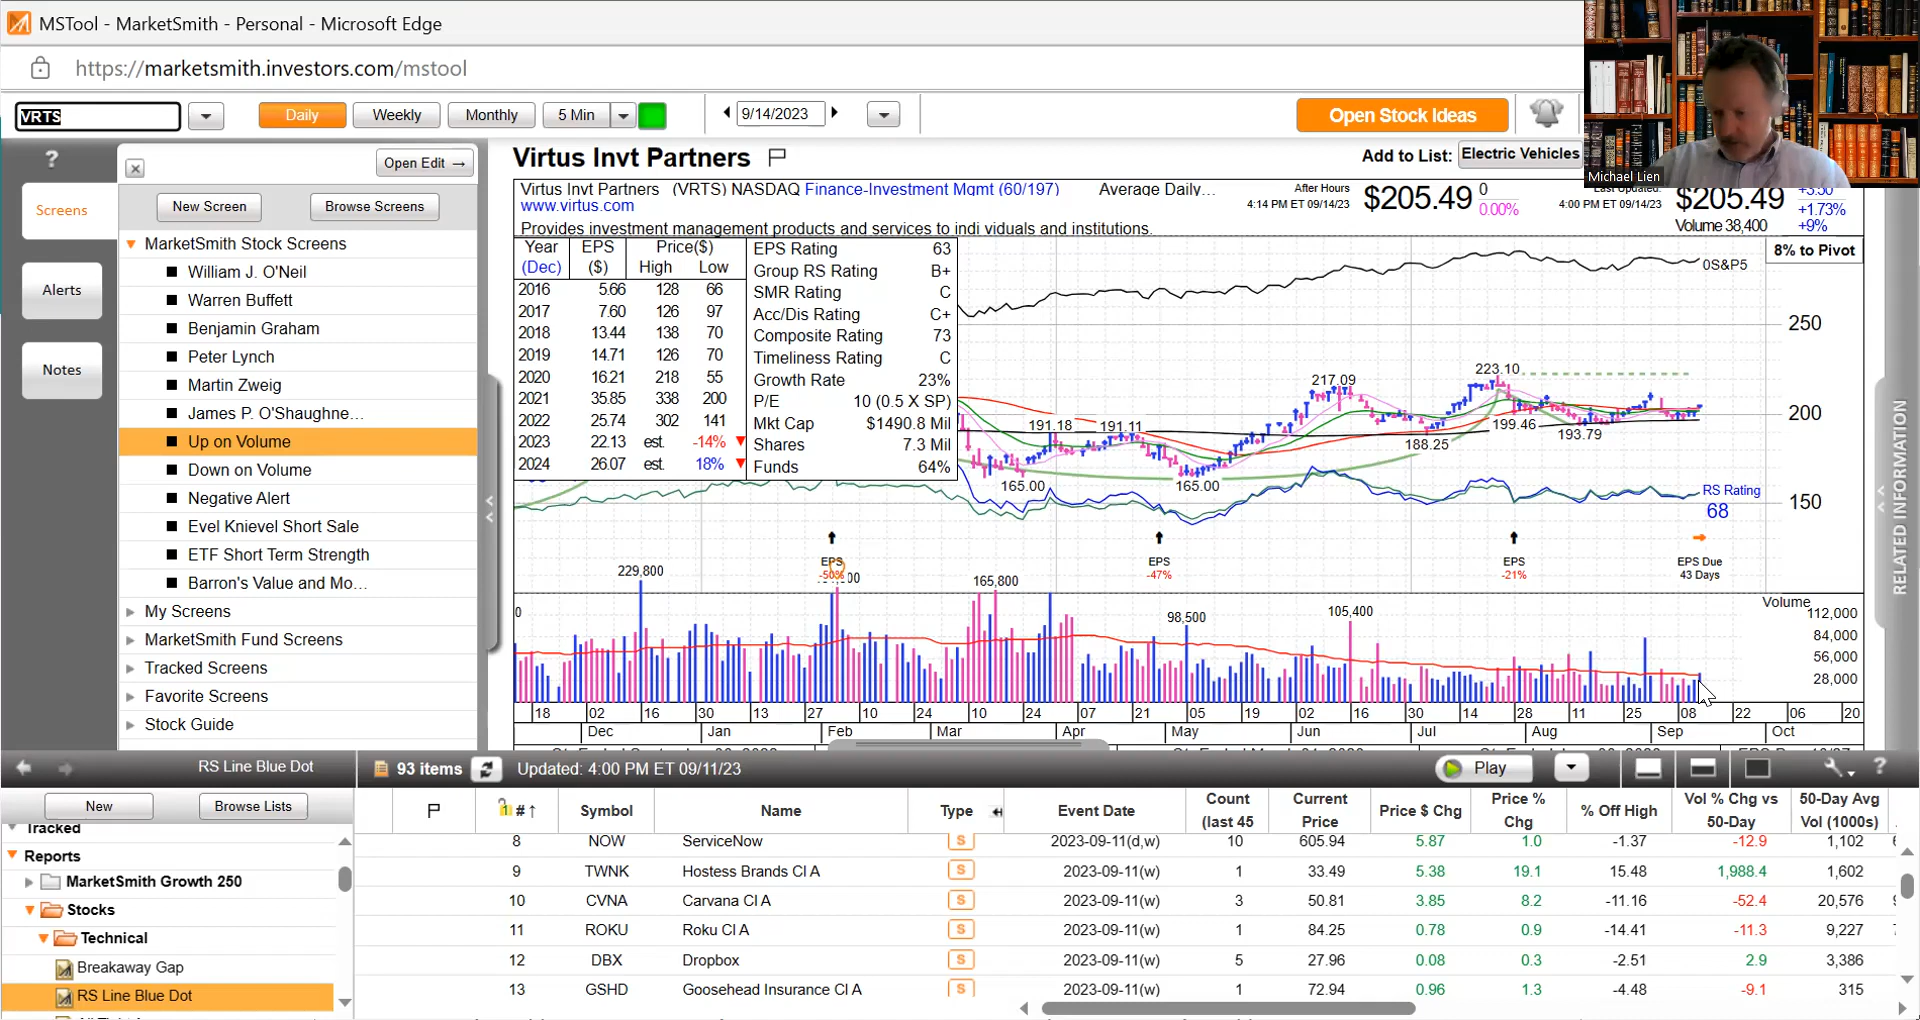 MSTool - MarketSmith - Personal - Microsoft Edge
https://marketsmith.investors.com/mstool
VRTS
Daily
Weekly
Monthly
5 Min
9/14/2023
Open Stock Ideas
Michael Lien
?
Screens
Alerts
Notes
Open Edit →
New Screen
Browse Screens
MarketSmith Stock Screens
William J. O'Neil
Warren Buffett
Benjamin Graham
Peter Lynch
Martin Zweig
James P. O'Shaughne…
Up on Volume
Down on Volume
Negative Alert
Evel Knievel Short Sale
ETF Short Term Strength
Barron's Value and Mo…
My Screens
MarketSmith Fund Screens
Tracked Screens
Favorite Screens
Stock Guide
Virtus Invt Partners
Add to List: Electric Vehicles
Virtus Invt Partners (VRTS) NASDAQ Finance-Investment Mgmt (60/197) Average Daily…
www.virtus.com
Provides investment management products and services to indi viduals and institutions.
After Hours
4:14 PM ET 09/14/23
$205.49
0
0.00%
4:00 PM ET 09/14/23
$205.49
+1.73%
Volume 38,400
+9%
Year EPS Price($)
(Dec) ($) High Low
2016 5.66 128 66
2017 7.60 126 97
2018 13.44 138 70
2019 14.71 126 70
2020 16.21 218 55
2021 35.85 338 200
2022 25.74 302 141
2023 22.13 est. -14%
2024 26.07 est. 18%
EPS Rating 63
Group RS Rating B+
SMR Rating C
Acc/Dis Rating C+
Composite Rating 73
Timeliness Rating C
Growth Rate 23%
P/E 10 (0.5 X SP)
Mkt Cap $1490.8 Mil
Shares 7.3 Mil
Funds 64%
8% to Pivot
0S&P5
250
200
150
217.09
223.10
191.18
191.11
199.46
193.79
188.25
165.00
165.00
RS Rating
68
EPS
EPS
-47%
EPS
-21%
EPS Due
43 Days
229,800
165,800
98,500
105,400
0
Volume
112,000
84,000
56,000
28,000
18 02 16 30 13 27 10 24 10 24 07 21 05 19 02 16 30 14 28 11 25 08 22 06 20
Dec Jan Feb Mar Apr May Jun Jul Aug Sep Oct
RELATED INFORMATION
RS Line Blue Dot
93 items
Updated: 4:00 PM ET 09/11/23
Play
?
New
Browse Lists
Tracked
Reports
MarketSmith Growth 250
Stocks
Technical
Breakaway Gap
RS Line Blue Dot
# ↑ Symbol Name Type Event Date Count (last 45 Current Price Price $ Chg Price % Chg % Off High Vol % Chg vs 50-Day 50-Day Avg Vol (1000s)
8 NOW ServiceNow S 2023-09-11(d,w) 10 605.94 5.87 1.0 -1.37 -12.9 1,102
9 TWNK Hostess Brands Cl A S 2023-09-11(w) 1 33.49 5.38 19.1 15.48 1,988.4 1,602
10 CVNA Carvana Cl A S 2023-09-11(w) 3 50.81 3.85 8.2 -11.16 -52.4 20,576
11 ROKU Roku Cl A S 2023-09-11(w) 1 84.25 0.78 0.9 -14.41 -11.3 9,227
12 DBX Dropbox S 2023-09-11(w) 5 27.96 0.08 0.3 -2.51 2.9 3,386
13 GSHD Goosehead Insurance Cl A S 2023-09-11(w) 1 72.94 0.96 1.3 -4.48 -9.1 315